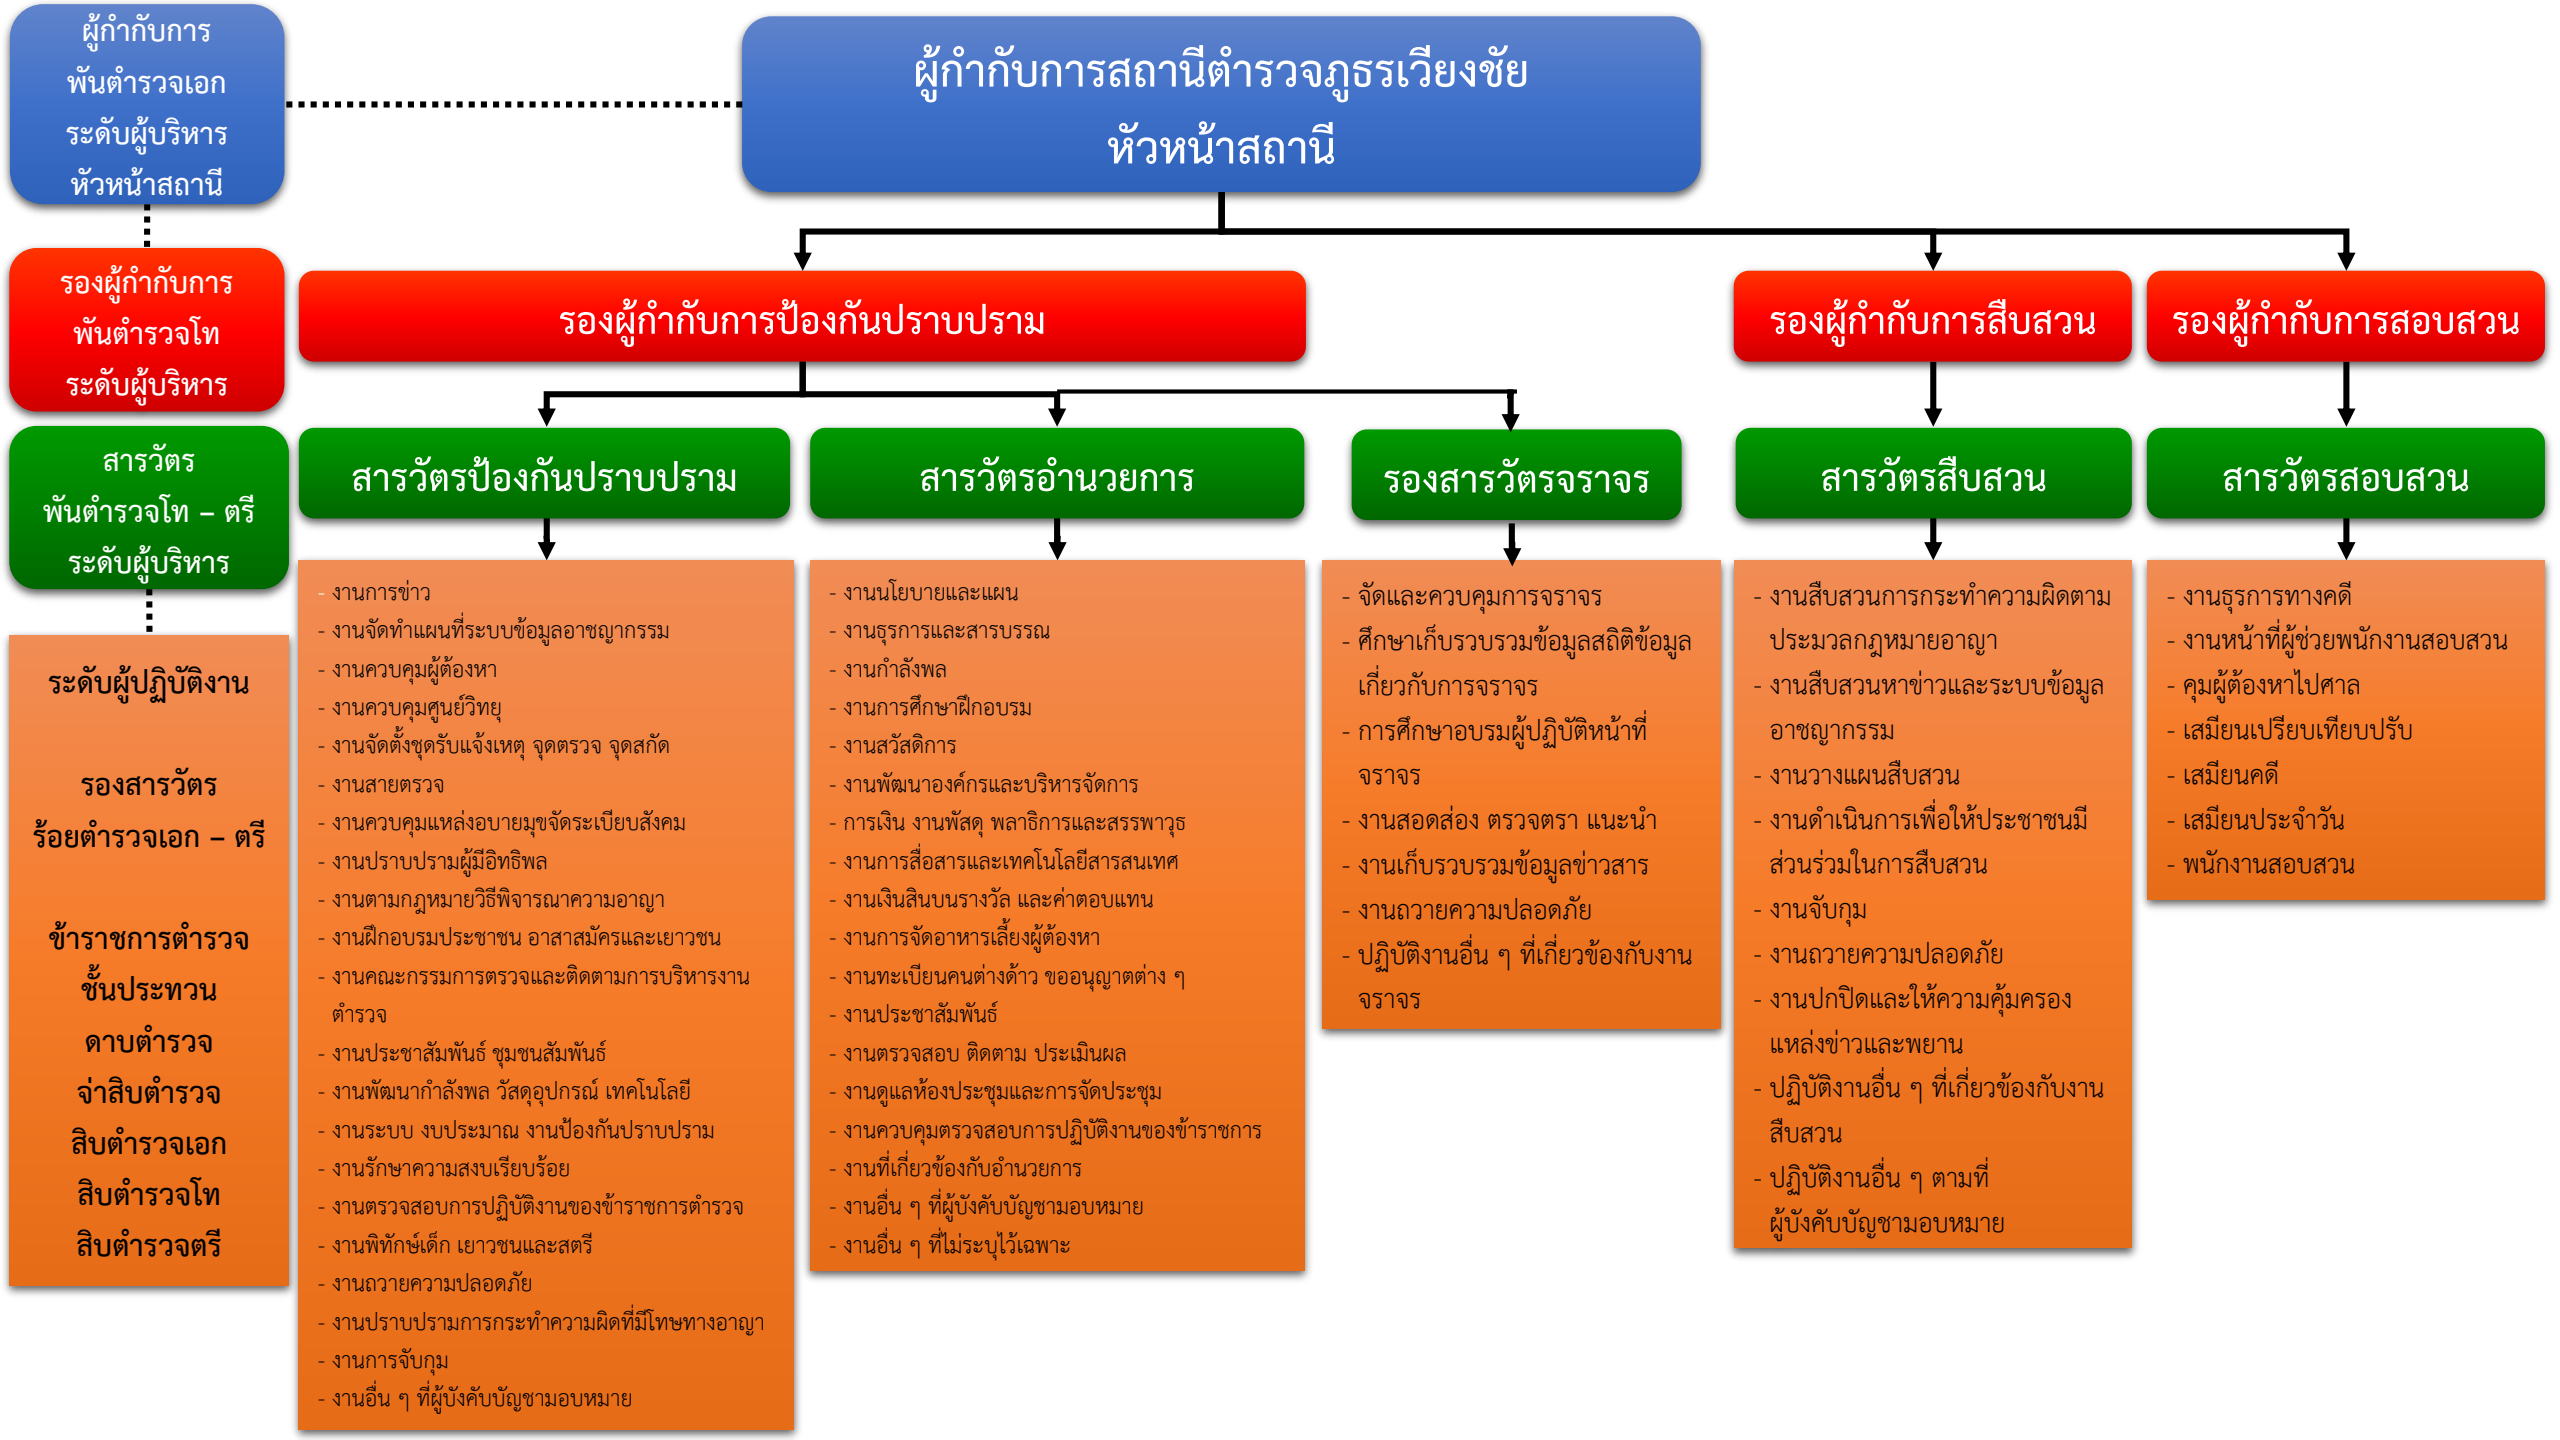 ผู้กำกับการ
พันตำรวจเอก
ระดับผู้บริหาร
หัวหน้าสถานี
ผู้กำกับการสถานีตำรวจภูธรเวียงชัย
หัวหน้าสถานี
รองผู้กำกับการ
พันตำรวจโท
ระดับผู้บริหาร
รองผู้กำกับการป้องกันปราบปราม
รองผู้กำกับการสืบสวน
รองผู้กำกับการสอบสวน
สารวัตร
พันตำรวจโท – ตรี
ระดับผู้บริหาร
สารวัตรป้องกันปราบปราม
สารวัตรอำนวยการ
รองสารวัตรจราจร
สารวัตรสืบสวน
สารวัตรสอบสวน
ระดับผู้ปฏิบัติงาน
รองสารวัตร
ร้อยตำรวจเอก – ตรี
ข้าราชการตำรวจ
ชั้นประทวน
ดาบตำรวจ
จ่าสิบตำรวจ
สิบตำรวจเอก
สิบตำรวจโท
สิบตำรวจตรี
- งานการข่าว
- งานจัดทำแผนที่ระบบข้อมูลอาชญากรรม
- งานควบคุมผู้ต้องหา
- งานควบคุมศูนย์วิทยุ
- งานจัดตั้งชุดรับแจ้งเหตุ จุดตรวจ จุดสกัด
- งานสายตรวจ
- งานควบคุมแหล่งอบายมุขจัดระเบียบสังคม
- งานปราบปรามผู้มีอิทธิพล
- งานตามกฎหมายวิธีพิจารณาความอาญา
- งานฝึกอบรมประชาชน อาสาสมัครและเยาวชน
- งานคณะกรรมการตรวจและติดตามการบริหารงาน
ตำรวจ
- งานประชาสัมพันธ์ ชุมชนสัมพันธ์
- งานพัฒนากำลังพล วัสดุอุปกรณ์ เทคโนโลยี
- งานระบบ งบประมาณ งานป้องกันปราบปราม
- งานรักษาความสงบเรียบร้อย
- งานตรวจสอบการปฏิบัติงานของข้าราชการตำรวจ
- งานพิทักษ์เด็ก เยาวชนและสตรี
- งานถวายความปลอดภัย
- งานปราบปรามการกระทำความผิดที่มีโทษทางอาญา
- งานการจับกุม
- งานอื่น ๆ ที่ผู้บังคับบัญชามอบหมาย
- งานนโยบายและแผน
- งานธุรการและสารบรรณ
- งานกำลังพล
- งานการศึกษาฝึกอบรม
- งานสวัสดิการ
- งานพัฒนาองค์กรและบริหารจัดการ
- การเงิน งานพัสดุ พลาธิการและสรรพาวุธ
- งานการสื่อสารและเทคโนโลยีสารสนเทศ
- งานเงินสินบนรางวัล และค่าตอบแทน
- งานการจัดอาหารเลี้ยงผู้ต้องหา
- งานทะเบียนคนต่างด้าว ขออนุญาตต่าง ๆ
- งานประชาสัมพันธ์
- งานตรวจสอบ ติดตาม ประเมินผล
- งานดูแลห้องประชุมและการจัดประชุม
- งานควบคุมตรวจสอบการปฏิบัติงานของข้าราชการ
- งานที่เกี่ยวข้องกับอำนวยการ
- งานอื่น ๆ ที่ผู้บังคับบัญชามอบหมาย
- งานอื่น ๆ ที่ไม่ระบุไว้เฉพาะ
- จัดและควบคุมการจราจร
- ศึกษาเก็บรวบรวมข้อมูลสถิติข้อมูล
เกี่ยวกับการจราจร
- การศึกษาอบรมผู้ปฏิบัติหน้าที่
จราจร
- งานสอดส่อง ตรวจตรา แนะนำ
- งานเก็บรวบรวมข้อมูลข่าวสาร
- งานถวายความปลอดภัย
- ปฏิบัติงานอื่น ๆ ที่เกี่ยวข้องกับงาน
จราจร
- งานสืบสวนการกระทำความผิดตาม
ประมวลกฎหมายอาญา
- งานสืบสวนหาข่าวและระบบข้อมูล
อาชญากรรม
- งานวางแผนสืบสวน
- งานดำเนินการเพื่อให้ประชาชนมี
ส่วนร่วมในการสืบสวน
- งานจับกุม
- งานถวายความปลอดภัย
- งานปกปิดและให้ความคุ้มครอง
แหล่งข่าวและพยาน
- ปฏิบัติงานอื่น ๆ ที่เกี่ยวข้องกับงาน
สืบสวน
- ปฏิบัติงานอื่น ๆ ตามที่
ผู้บังคับบัญชามอบหมาย
- งานธุรการทางคดี
- งานหน้าที่ผู้ช่วยพนักงานสอบสวน
- คุมผู้ต้องหาไปศาล
- เสมียนเปรียบเทียบปรับ
- เสมียนคดี
- เสมียนประจำวัน
- พนักงานสอบสวน